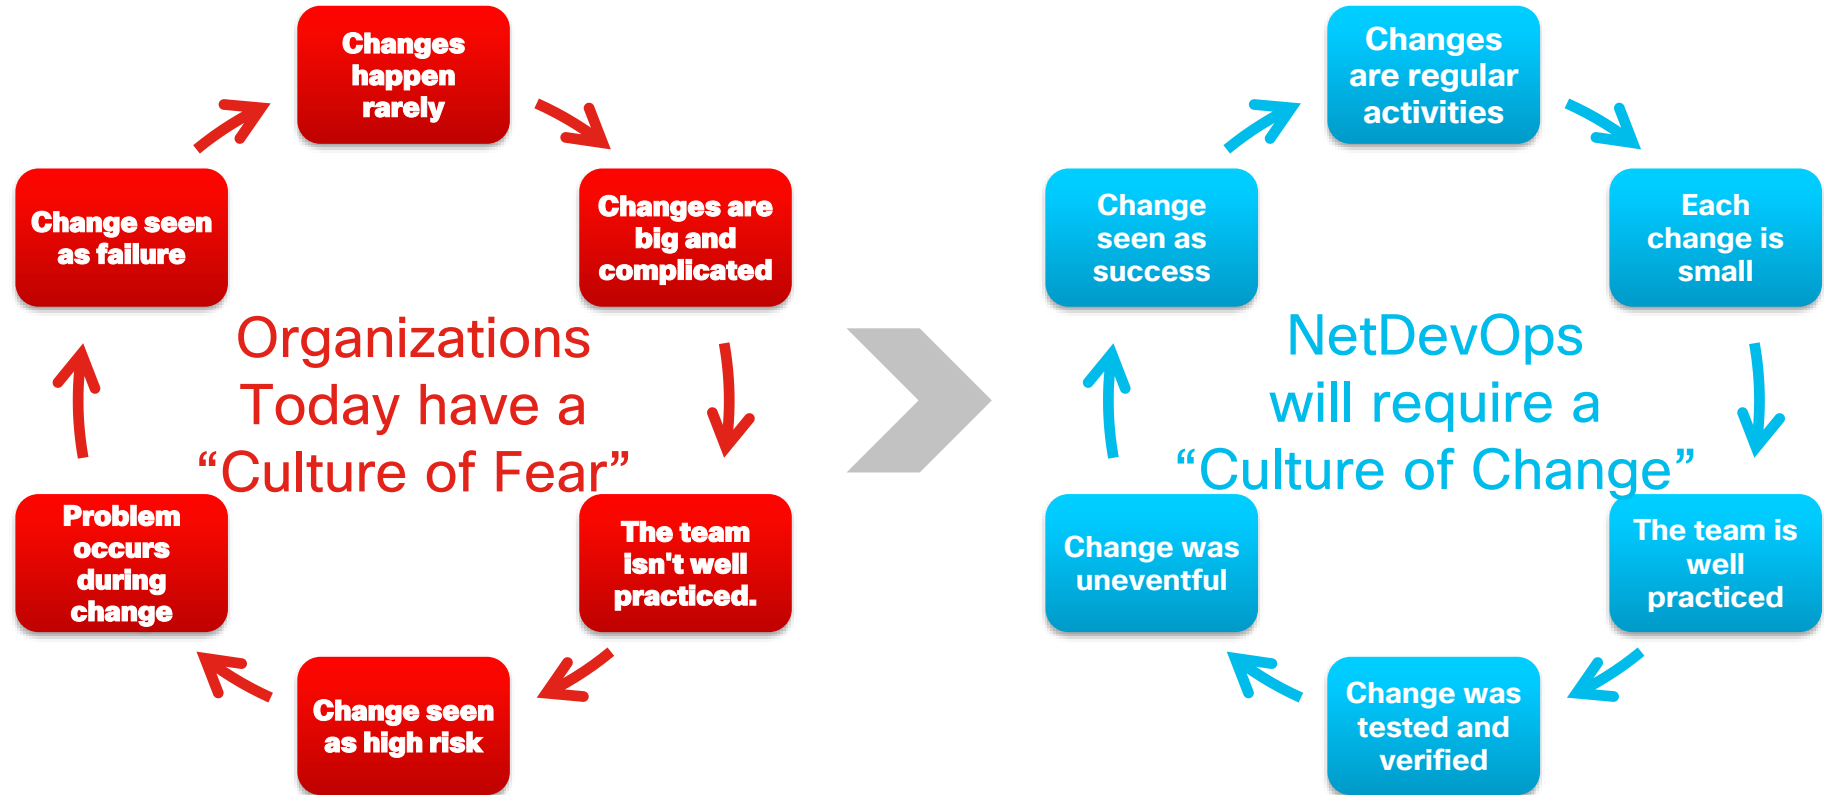 Changes
happen
rarely
Changes are
big and
complicated
The team
isn't well
practiced.
Change seen
as high risk
Problem
occurs
during
change
Change seen
as failure
Organizations
Today have a
“Culture of Fear”
Changes
are regular
activities
Each
change is
small
The team is
well
practiced
Change was
tested and
verified
Change was
uneventful
Change
seen as
success
NetDevOps
will require a
“Culture of Change”